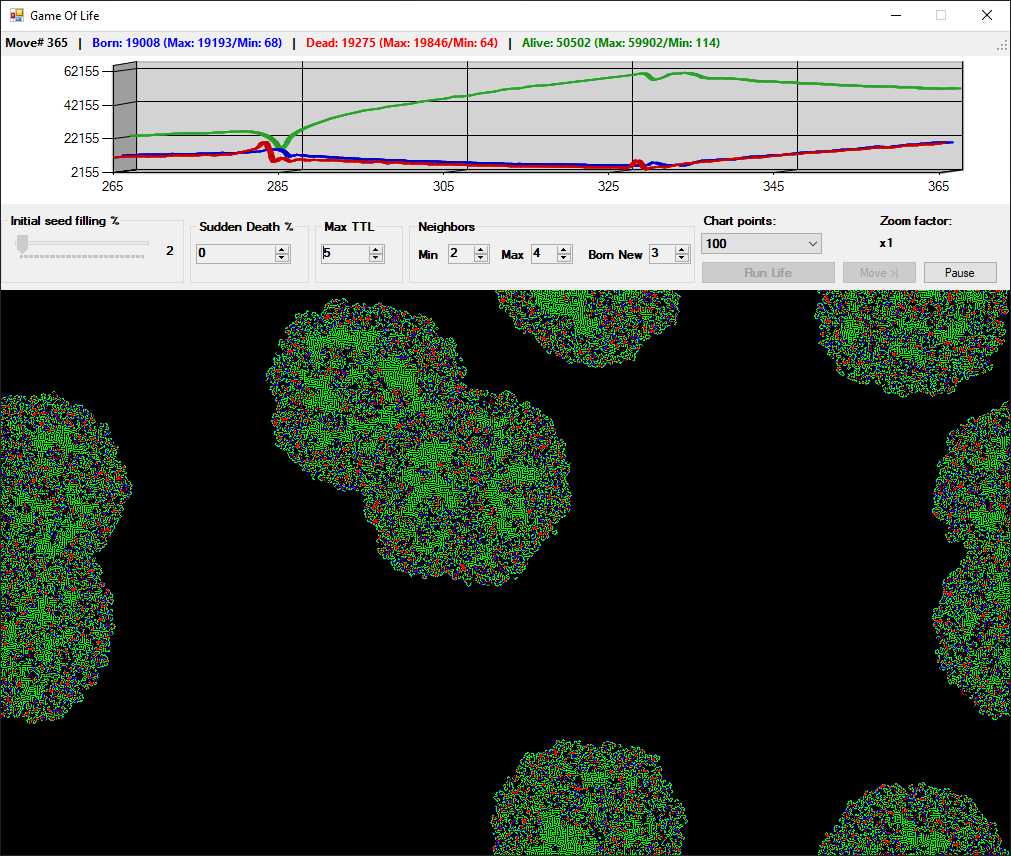 Game Of Life
Move# 365 | Born: 19008 (Max: 19193/Min: 68) | Dead: 19275 (Max: 19846/Min: 64) | Alive: 50502 (Max: 59902/Min: 114)
62155
42155
22155
2155
265 285 305 325 345 365
Initial seed filling % Sudden Death % Max TTL Neighbors Chart points: Zoom factor:
2 0 5 Min 2 Max 4 Born New 3 100 x1
Run Life Move >| Pause